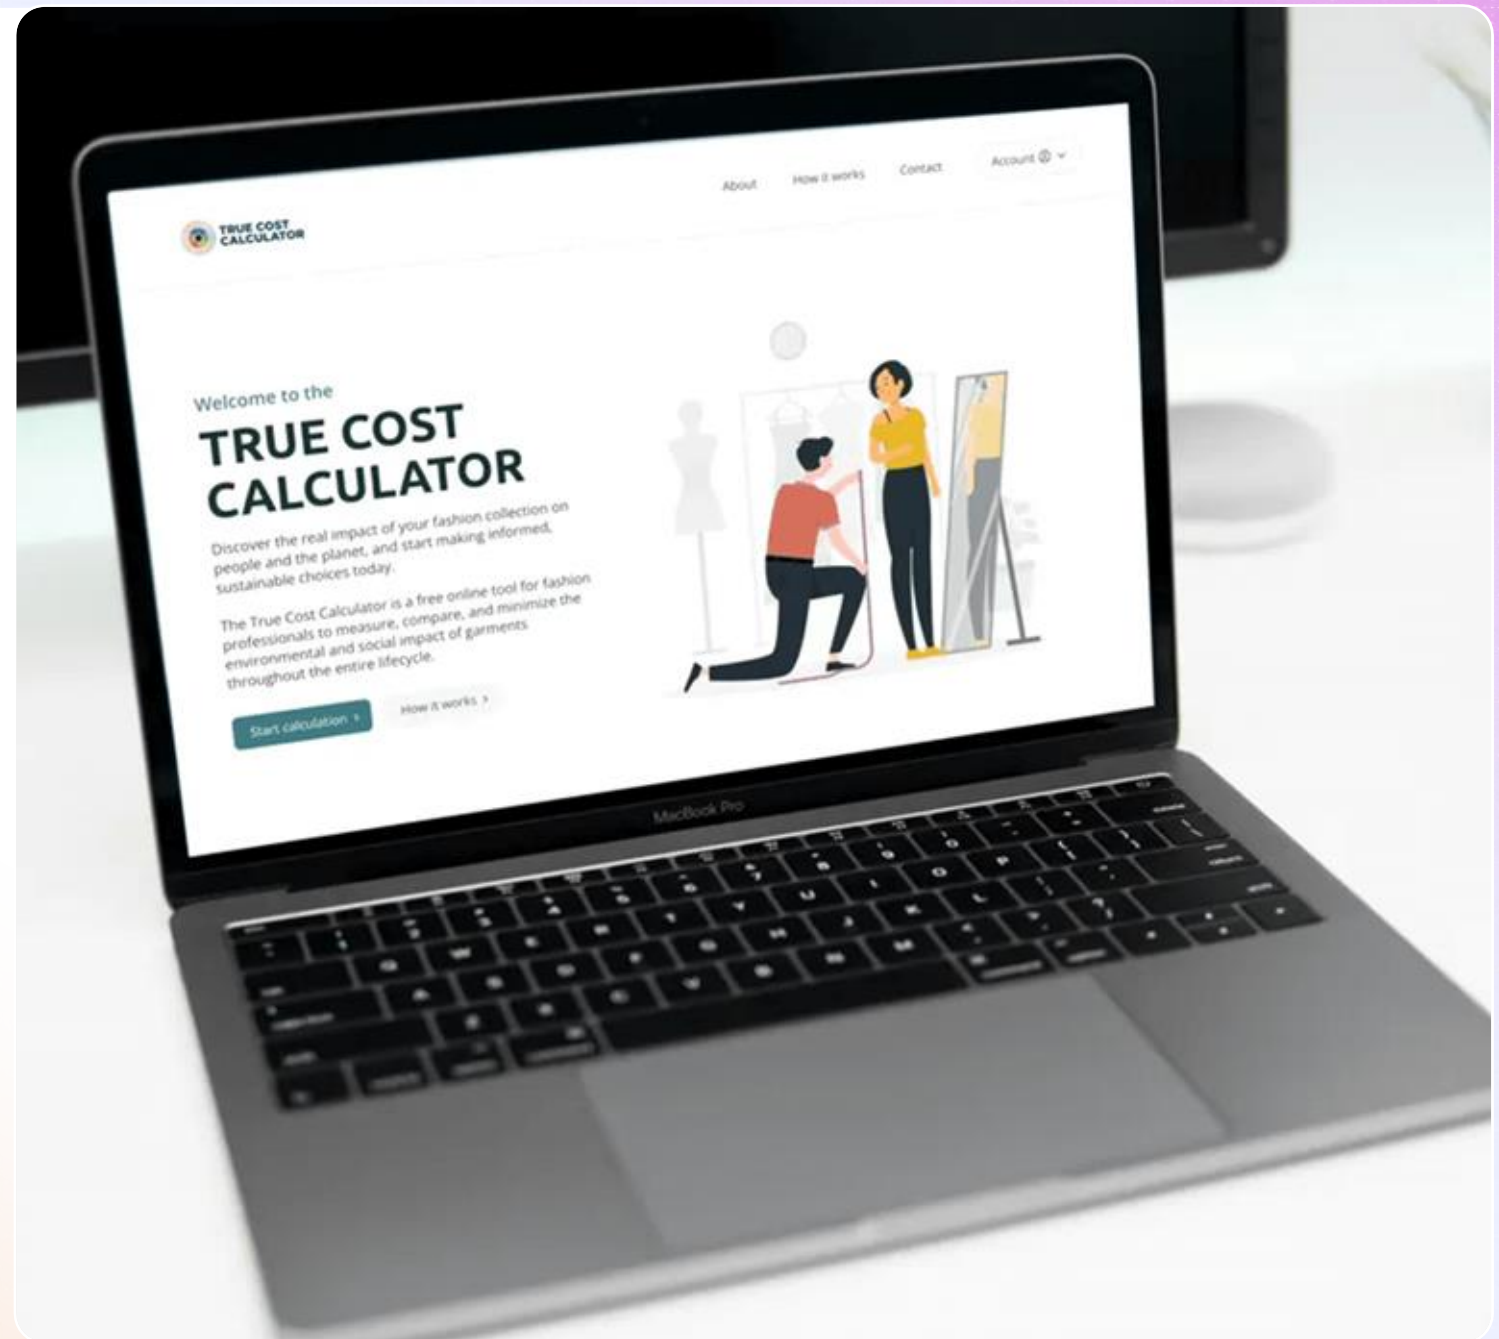 TRUE COST
CALCULATOR
About
How it works
Contact
Account
Welcome to the
TRUE COST
CALCULATOR
Discover the real impact of your fashion collection on
people and the planet, and start making informed,
sustainable choices today.
The True Cost Calculator is a free online tool for fashion
professionals to measure, compare, and minimize the
environmental and social impact of garments
throughout the entire lifecycle.
Start calculation ›
How it works ›
MacBook Pro